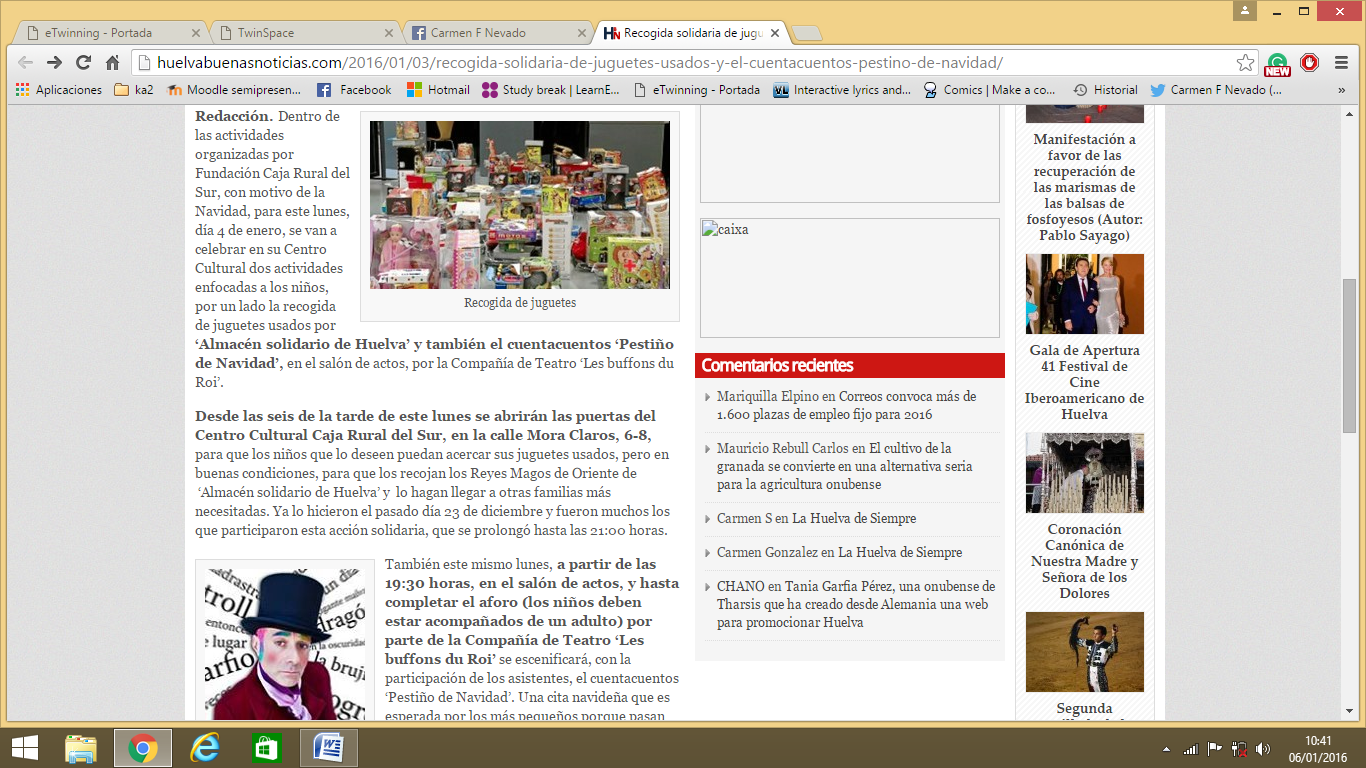 eTwinning - Portada
TwinSpace
Carmen F Nevado
Recogida solidaria de jugu
huelvabuenasnoticias.com/2016/01/03/recogida-solidaria-de-juguetes-usados-y-el-cuentacuentos-pestino-de-navidad/
NEW
Aplicaciones
ka2
Moodle semipresen...
Facebook
Hotmail
Study break | LearnE...
eTwinning - Portada
Interactive lyrics and...
Comics | Make a co...
Historial
Carmen F Nevado (...
»
Redacción. Dentro de
las actividades
organizadas por
Fundación Caja Rural del
Sur, con motivo de la
Navidad, para este lunes,
día 4 de enero, se van a
celebrar en su Centro
Cultural dos actividades
enfocadas a los niños,
por un lado la recogida
de juguetes usados por
‘Almacén solidario de Huelva’ y también el cuentacuentos ‘Pestiño
de Navidad’, en el salón de actos, por la Compañía de Teatro ‘Les buffons du
Roi’.
Recogida de juguetes
Desde las seis de la tarde de este lunes se abrirán las puertas del
Centro Cultural Caja Rural del Sur, en la calle Mora Claros, 6-8,
para que los niños que lo deseen puedan acercar sus juguetes usados, pero en
buenas condiciones, para que los recojan los Reyes Magos de Oriente de
‘Almacén solidario de Huelva’ y lo hagan llegar a otras familias más
necesitadas. Ya lo hicieron el pasado día 23 de diciembre y fueron muchos los
que participaron esta acción solidaria, que se prolongó hasta las 21:00 horas.
También este mismo lunes, a partir de las
19:30 horas, en el salón de actos, y hasta
completar el aforo (los niños deben
estar acompañados de un adulto) por
parte de la Compañía de Teatro ‘Les
buffons du Roi’ se escenificará, con la
participación de los asistentes, el cuentacuentos
‘Pestiño de Navidad’. Una cita navideña que es
esperada por los más pequeños porque pasan
caixa
Comentarios recientes
Mariquilla Elpino en Correos convoca más de
1.600 plazas de empleo fijo para 2016
Mauricio Rebull Carlos en El cultivo de la
granada se convierte en una alternativa seria
para la agricultura onubense
Carmen S en La Huelva de Siempre
Carmen Gonzalez en La Huelva de Siempre
CHANO en Tania Garfia Pérez, una onubense de
Tharsis que ha creado desde Alemania una web
para promocionar Huelva
Manifestación a
favor de las
recuperación de
las marismas de
las balsas de
fosfoyesos (Autor:
Pablo Sayago)
Gala de Apertura
41 Festival de
Cine
Iberoamericano de
Huelva
Coronación
Canónica de
Nuestra Madre y
Señora de los
Dolores
Segunda
10:41
06/01/2016